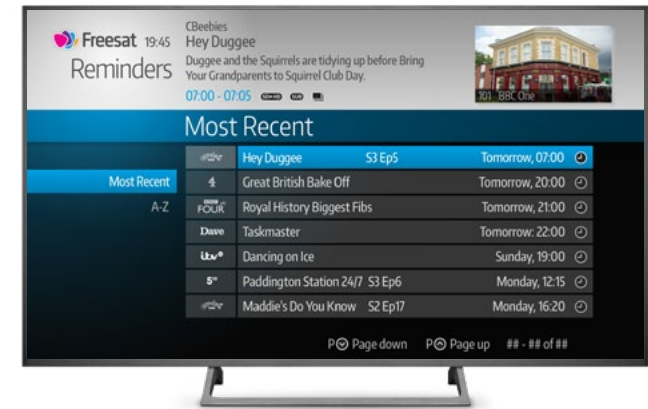 Freesat 19:45
Reminders
CBeebies
Hey Duggee
Duggee and the Squirrels are tidying up before Bring
Your Grandparents to Squirrel Club Day.
07:00 - 07:05 SUB
101 BBC One
Most Recent
Most Recent
A-Z
Hey Duggee S3 Ep5 Tomorrow, 07:00
4 Great British Bake Off Tomorrow, 20:00
BBC FOUR Royal History Biggest Fibs Tomorrow, 21:00
Dave Taskmaster Tomorrow: 22:00
itv Dancing on Ice Sunday, 19:00
5 Paddington Station 24/7 S3 Ep6 Monday, 12:15
Maddie's Do You Know S2 Ep17 Monday, 16:20
P Page down P Page up ## - ## of ##